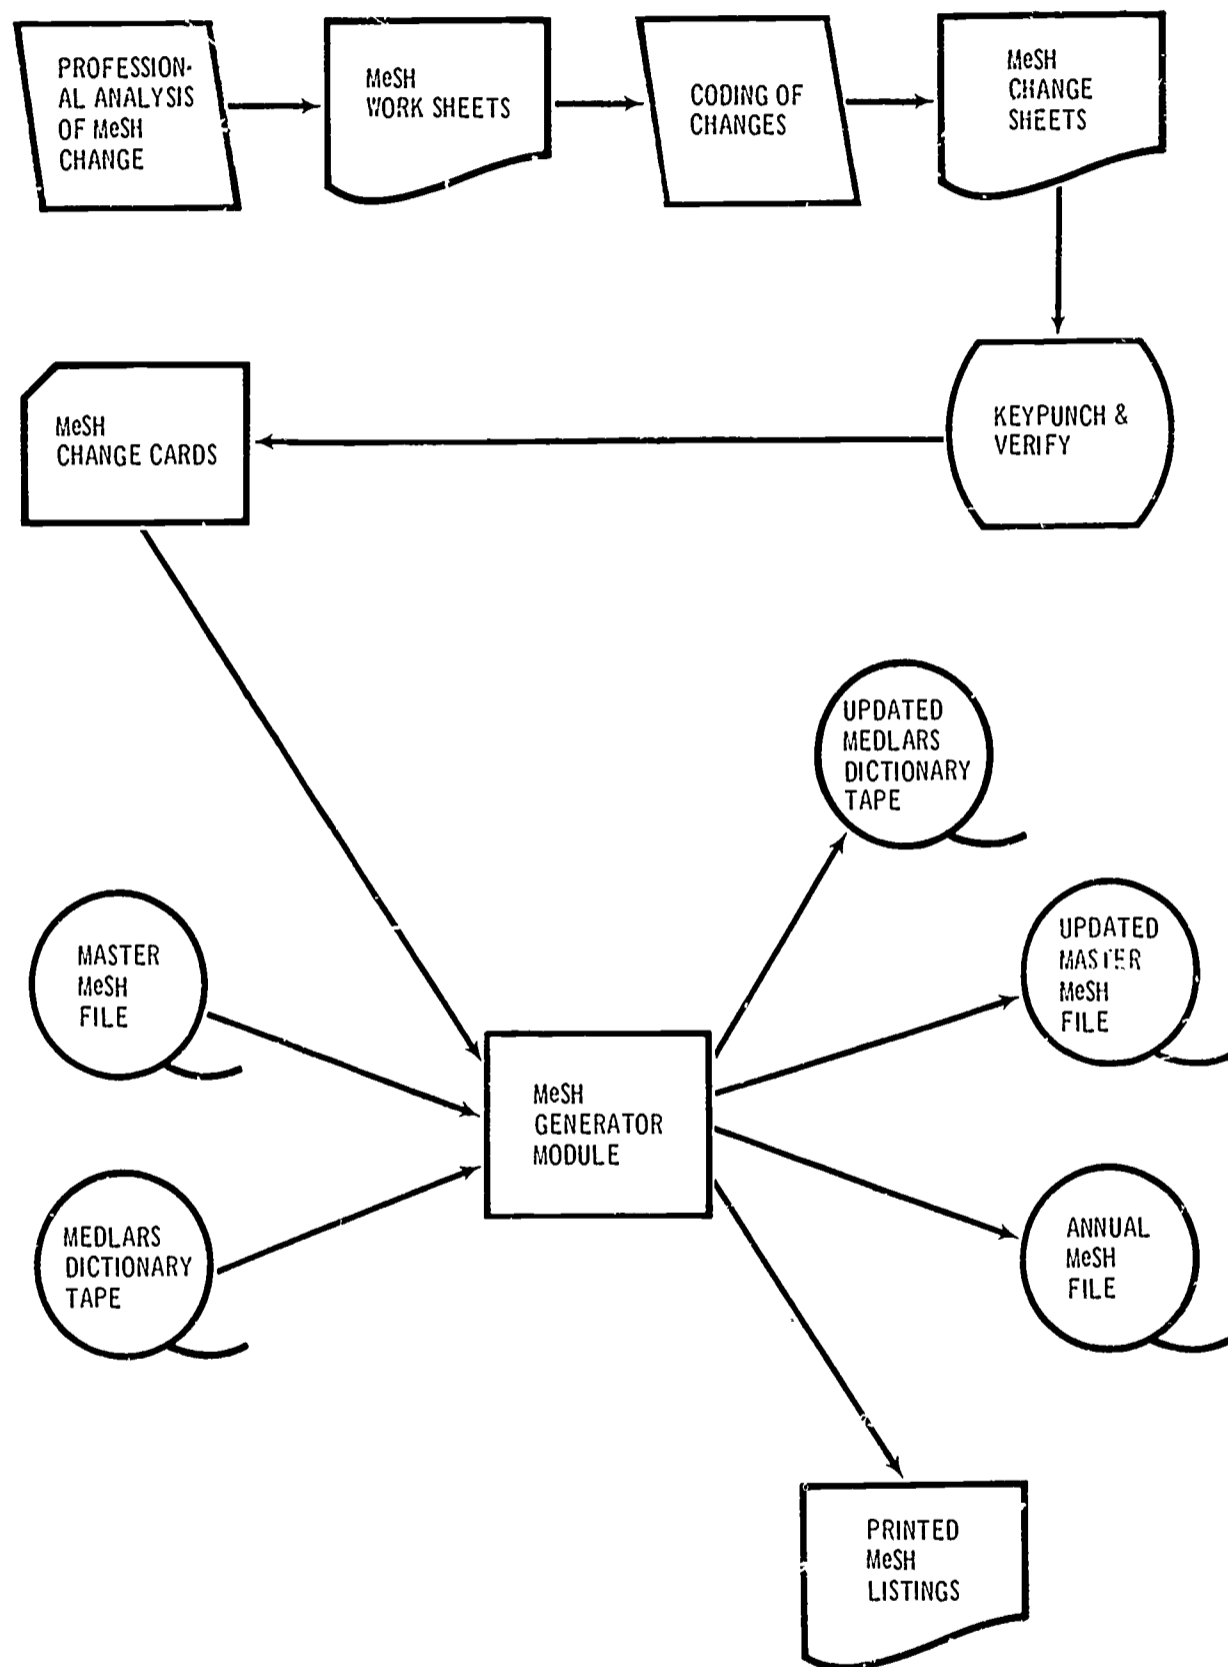 PROFESSION-
AL ANALYSIS
OF MeSH
CHANGE
MeSH
WORK SHEETS
CODING OF
CHANGES
MeSH
CHANGE
SHEETS
KEYPUNCH &
VERIFY
MeSH
CHANGE CARDS
UPDATED
MEDLARS
DICTIONARY
TAPE
MASTER
MeSH
FILE
UPDATED
MASTER
MeSH
FILE
MeSH
GENERATOR
MODULE
MEDLARS
DICTIONARY
TAPE
ANNUAL
MeSH
FILE
PRINTED
MeSH
LISTINGS